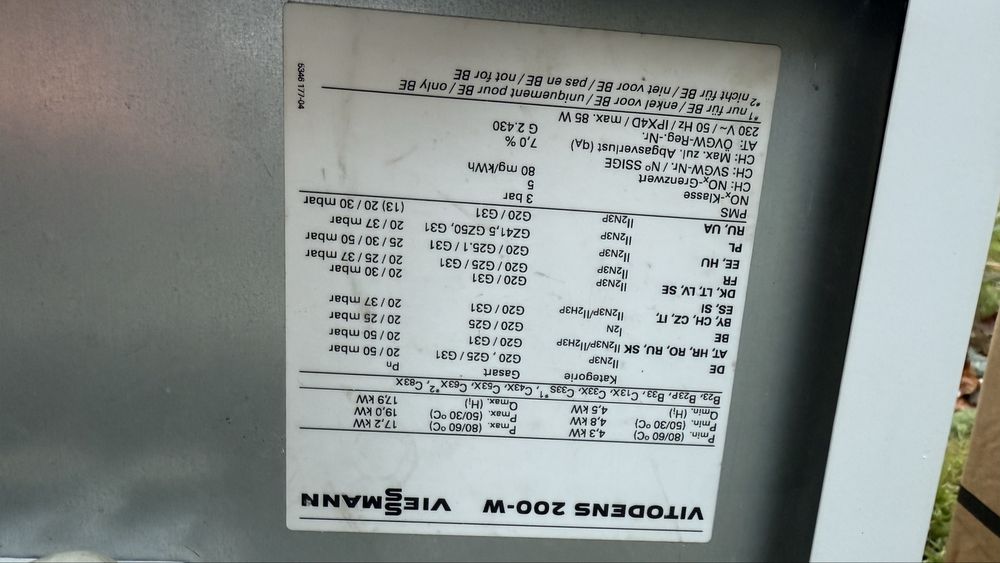 VITODENS 200-W VIESSMANN
Pmin. (80/60 °C) 4,3 kW Pmax. (80/60 °C) 17,2 kW
Pmin. (50/30 °C) 4,8 kW Pmax. (50/30 °C) 19,0 kW
Qmin. (Hi) 4,5 kW Qmax. (Hi) 17,9 kW
B23, B23P, B33, C13X, C33X, C33S *1, C43X, C53X, C63X *2, C83X
Kategorie Gasart Pn
DE II2N3P G20 , G25 / G31 20 / 50 mbar
AT, HR, RO, RU, SK II2N3P/II2H3P G20 / G31 20 / 50 mbar
BE I2N G20 / G25 20 / 25 mbar
BY, CH, CZ, IT, II2N3P/II2H3P G20 / G31 20 / 37 mbar
ES, SI
DK, LT, LV, SE II2N3P G20 / G31 20 / 30 mbar
FR II2N3P G20 / G25 / G31 20 / 25 / 37 mbar
EE, HU II2N3P G20 / G25.1 / G31 25 / 30 / 50 mbar
PL II2N3P GZ41,5 GZ50, G31 20 / 37 mbar
RU, UA II2N3P G20 / G31 (13) 20 / 30 mbar
PMS 3 bar
NOx-Klasse 5
CH: NOx-Grenzwert 80 mg/kWh
CH: SVGW-Nr. / N° SSIGE
CH: Max. zul. Abgasverlust (qA) 7,0 %
AT: ÖVGW-Reg.-Nr. G 2.430
230 V ~ / 50 Hz / IPX4D / max. 85 W
*1 nur für BE / enkel voor BE / uniquement pour BE / only BE
*2 nicht für BE / niet voor BE / pas en BE / not for BE
5346 177-04